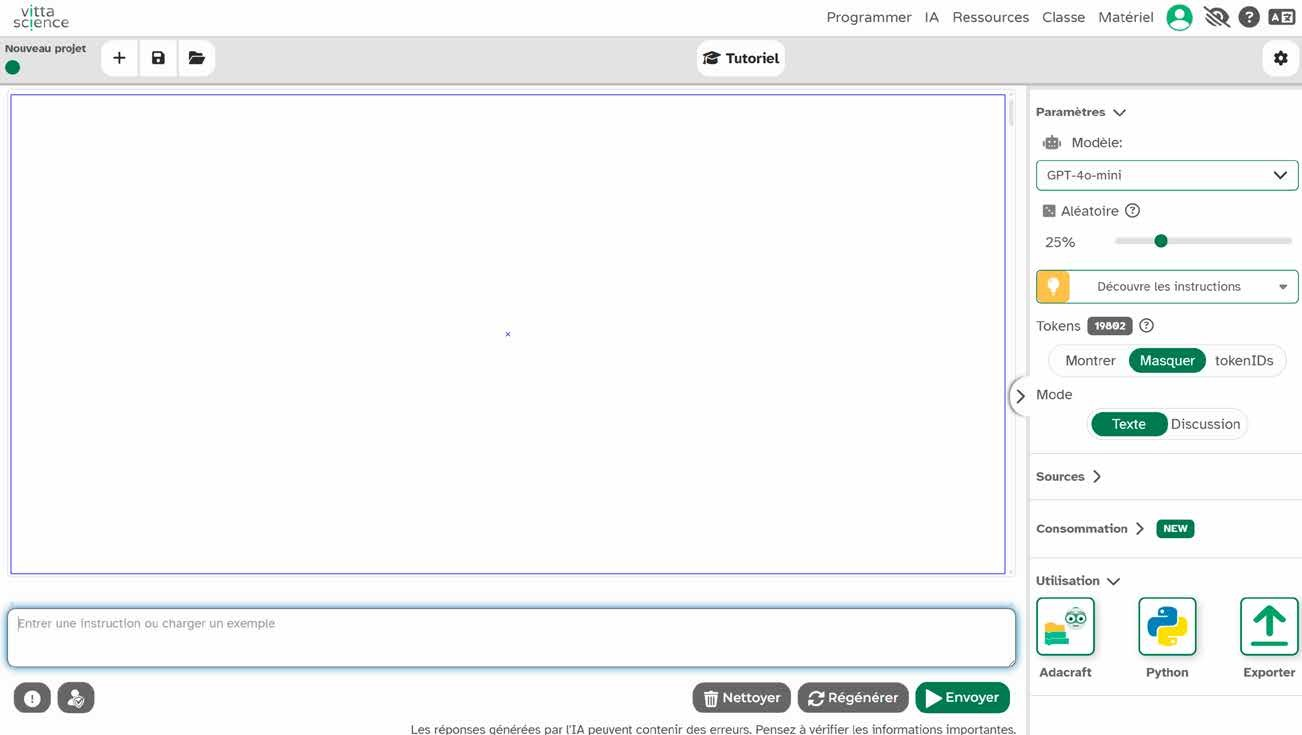 vitta
science
Programmer IA Ressources Classe Matériel
Nouveau projet
Tutoriel
Paramètres
Modèle:
GPT-4o-mini
Aléatoire
25%
Découvre les instructions
Tokens 19802
Montrer Masquer tokenIDs
Mode
Texte Discussion
Sources
Consommation NEW
Utilisation
Adacraft Python Exporter
Entrer une instruction ou charger un exemple
Nettoyer Régénérer Envoyer
Les réponses générées par l'IA peuvent contenir des erreurs. Pensez à vérifier les informations importantes.